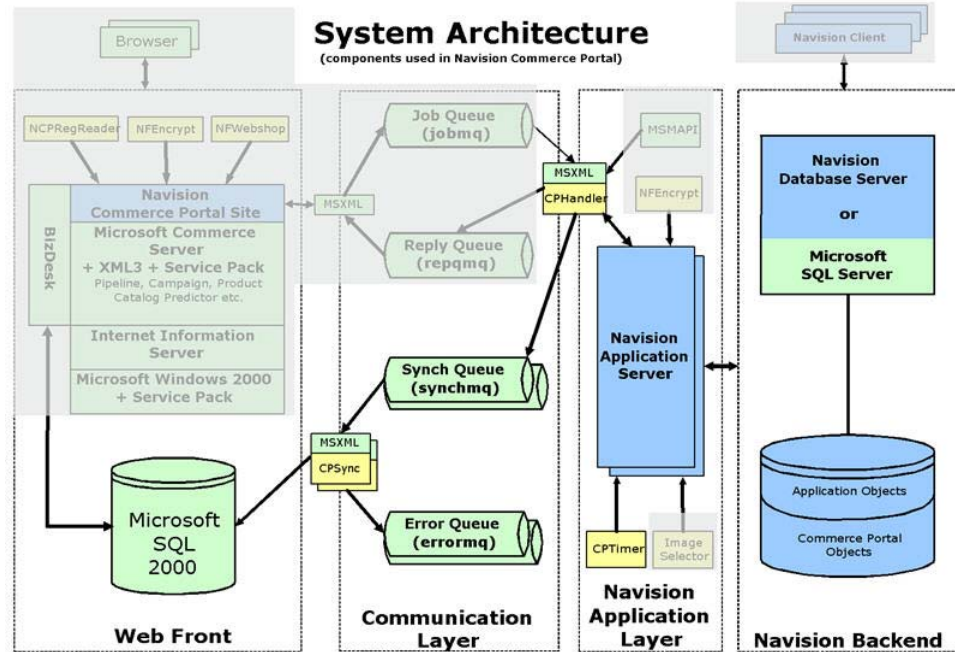 System Architecture
(components used in Navision Commerce Portal)
Browser
Navision Client
NCPRegReader
NFEncrypt
NFWebshop
BizDesk
Navision
Commerce Portal Site
Microsoft Commerce
Server
+ XML3 + Service Pack
Pipeline, Campaign, Product
Catalog Predictor etc.
Internet Information
Server
Microsoft Windows 2000
+ Service Pack
Microsoft
SQL
2000
Web Front
MSXML
Job Queue
(jobmq)
Reply Queue
(repqmq)
Synch Queue
(synchmq)
MSXML
CPSync
Error Queue
(errormq)
Communication
Layer
MSXML
CPHandler
MSMAPI
NFEncrypt
Navision
Application
Server
CPTimer
Image
Selector
Navision
Application
Layer
Navision
Database Server
or
Microsoft
SQL Server
Application Objects
Commerce Portal
Objects
Navision Backend